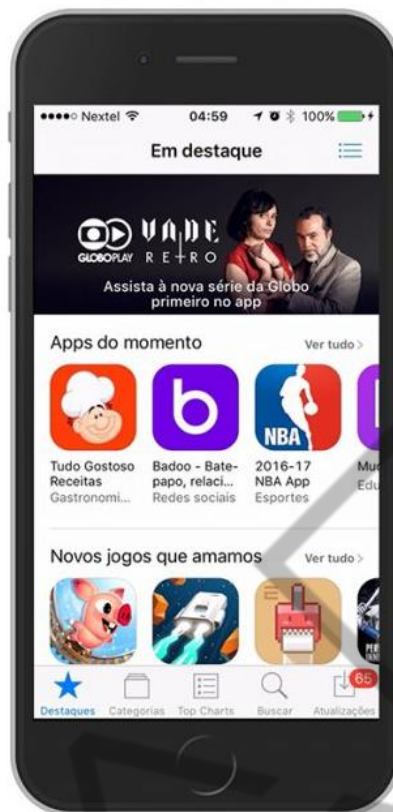 Nextel 04:59 100%
Em destaque
GLOBOPLAY VADE RETRO
Assista à nova série da Globo
primeiro no app
Apps do momento Ver tudo >
b NBA
Tudo Gostoso
Receitas
Gastronomi...
Badoo - Bate-
papo, relaci...
Redes sociais
2016-17
NBA App
Esportes
Mu
Edu
Novos jogos que amamos Ver tudo >
E
65
Destaques Categorias Top Charts Buscar Atualizações